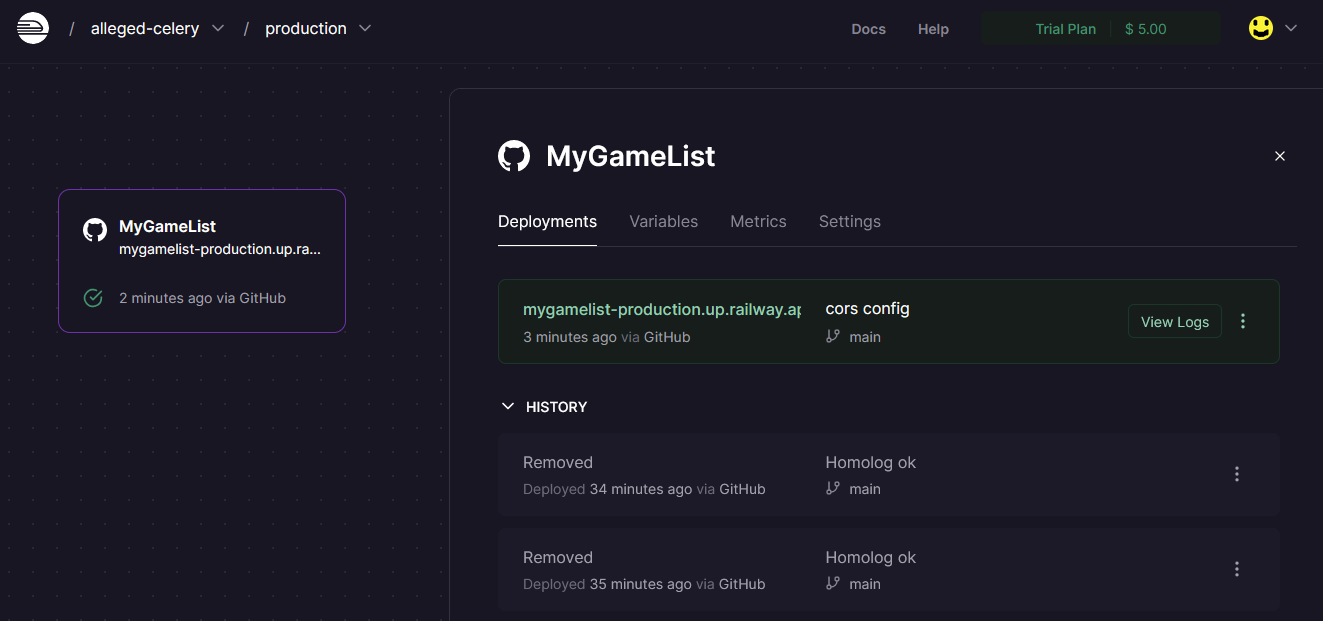 / alleged-celery / production
Docs Help Trial Plan $ 5.00
MyGameList
mygamelist-production.up.ra...
2 minutes ago via GitHub
MyGameList
Deployments Variables Metrics Settings
mygamelist-production.up.railway.ap cors config
3 minutes ago via GitHub main
View Logs
HISTORY
Removed Homolog ok
Deployed 34 minutes ago via GitHub main
Removed Homolog ok
Deployed 35 minutes ago via GitHub main